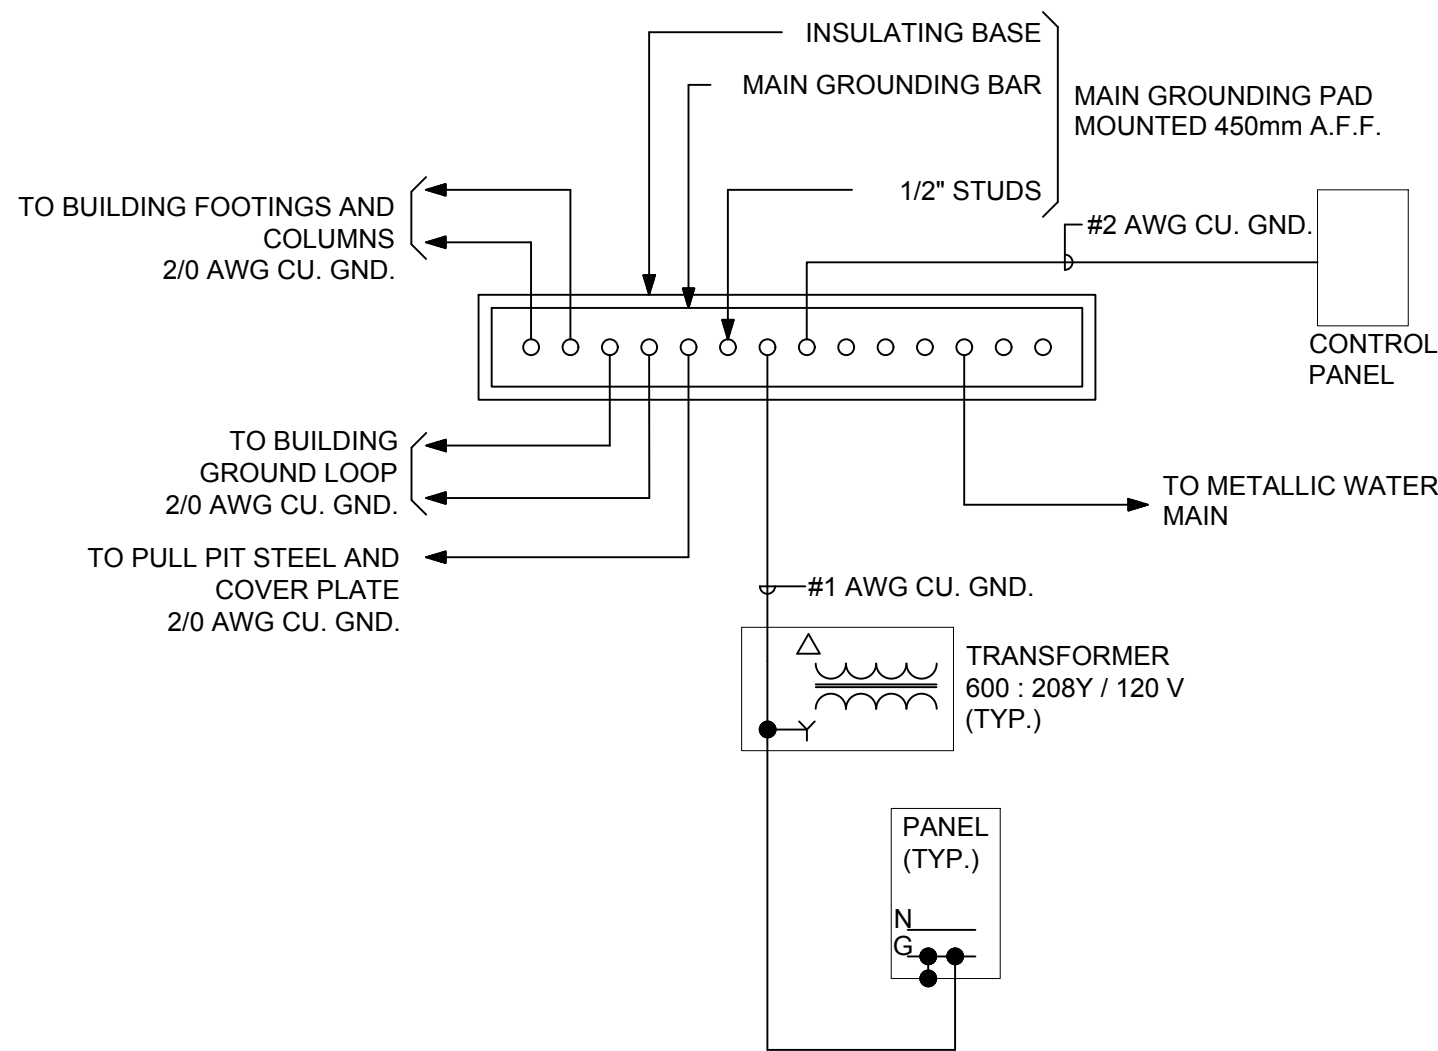 INSULATING BASE
MAIN GROUNDING BAR
MAIN GROUNDING PAD
MOUNTED 450mm A.F.F.
1/2" STUDS
TO BUILDING FOOTINGS AND
COLUMNS
2/0 AWG CU. GND.
#2 AWG CU. GND.
CONTROL
PANEL
TO BUILDING
GROUND LOOP
2/0 AWG CU. GND.
TO METALLIC WATER
MAIN
TO PULL PIT STEEL AND
COVER PLATE
2/0 AWG CU. GND.
#1 AWG CU. GND.
TRANSFORMER
600 : 208Y / 120 V
(TYP.)
PANEL
(TYP.)
N
G